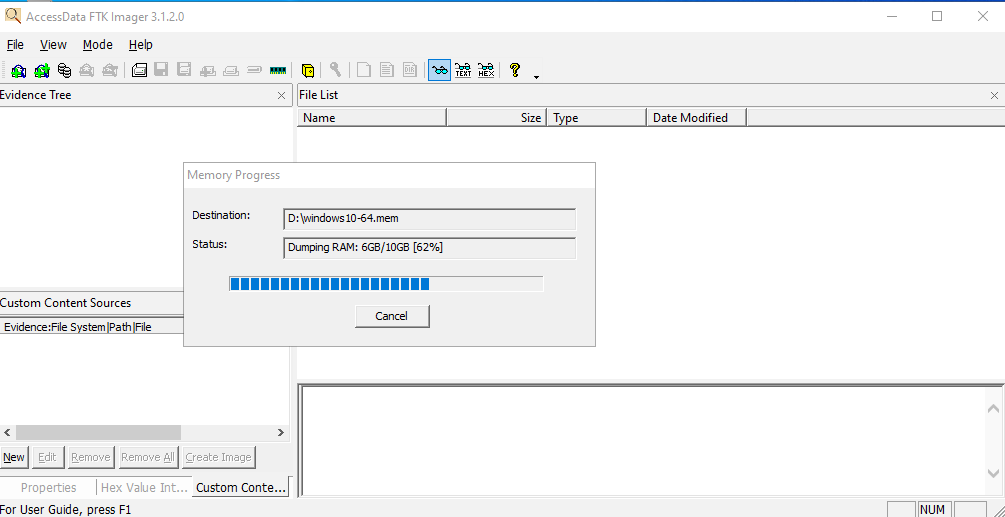 AccessData FTK Imager 3.1.2.0
File View Mode Help
TEXT HEX
Evidence Tree
File List
Name Size Type Date Modified
Memory Progress
Destination: D:\windows10-64.mem
Status: Dumping RAM: 6GB/10GB [62%]
Cancel
Custom Content Sources
Evidence:File System|Path|File
New Edit Remove Remove All Create Image
Properties Hex Value Int... Custom Conte...
For User Guide, press F1
NUM